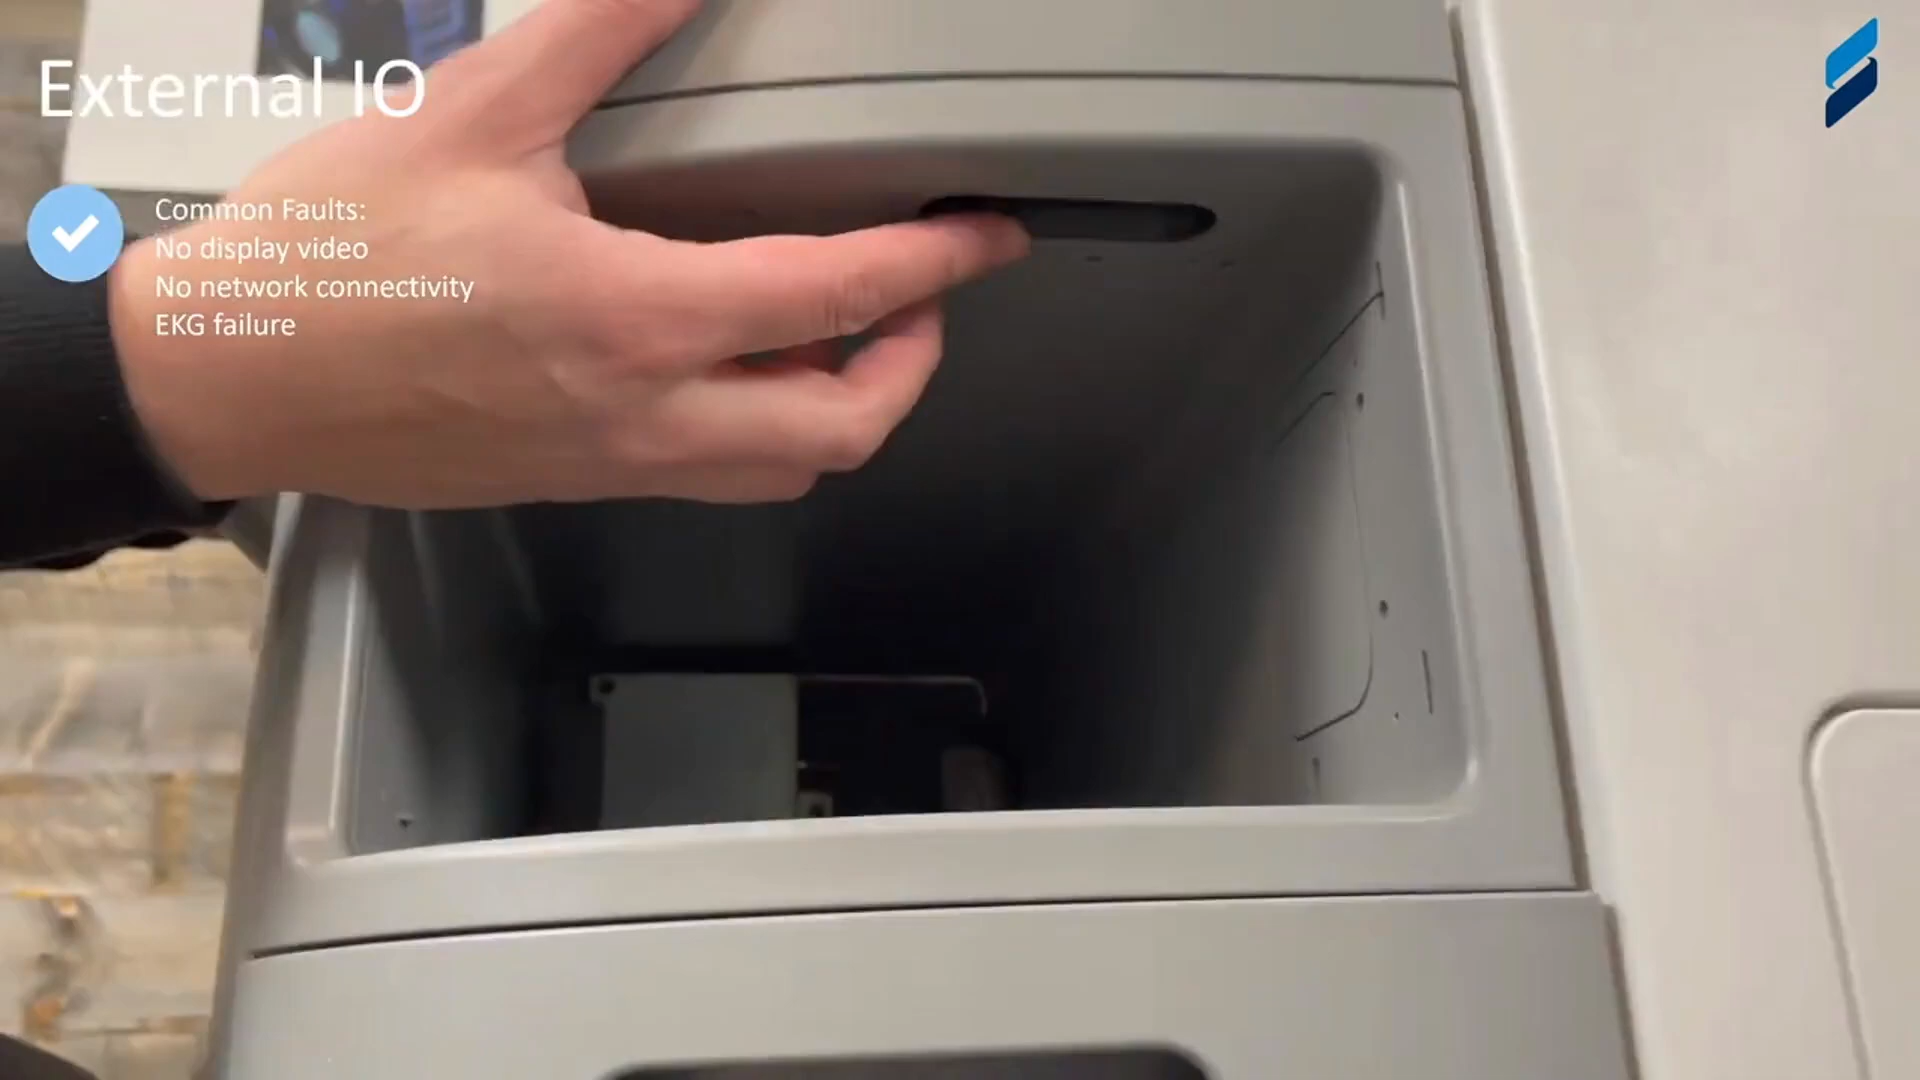 External IO
Common Faults:
No display video
No network connectivity
EKG failure